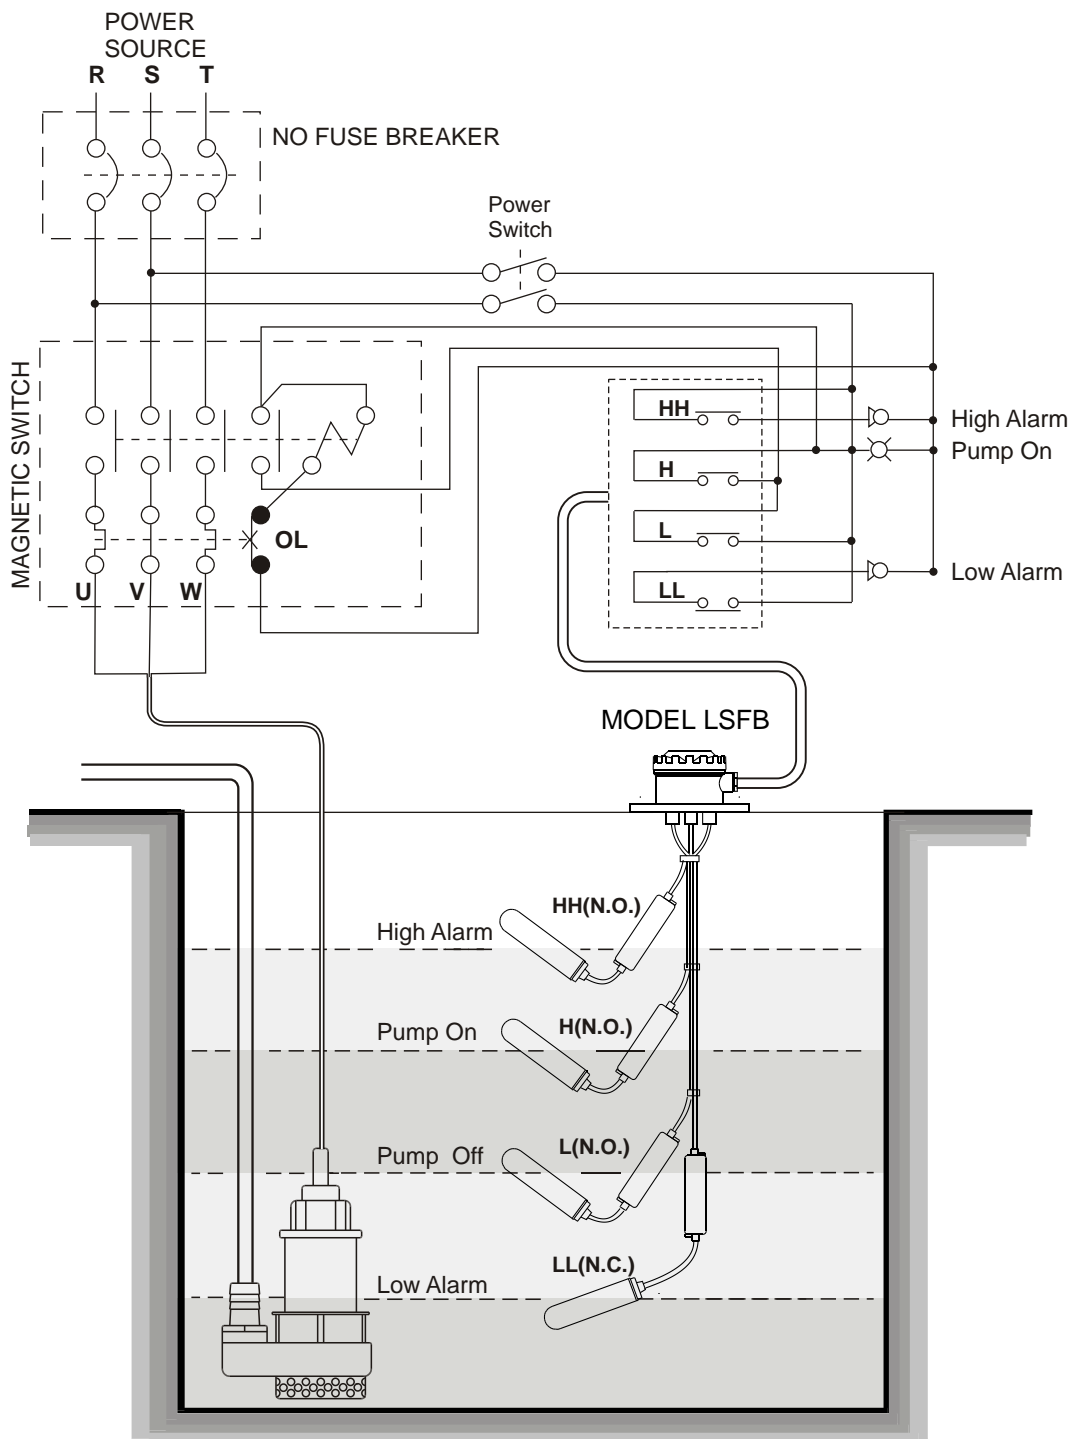 POWER
SOURCE
R S T
NO FUSE BREAKER
Power
Switch
MAGNETIC SWITCH
HH
High Alarm
Pump On
H
OL
L
Low Alarm
U V W
LL
MODEL LSFB
HH(N.O.)
High Alarm
H(N.O.)
Pump On
L(N.O.)
Pump Off
LL(N.C.)
Low Alarm